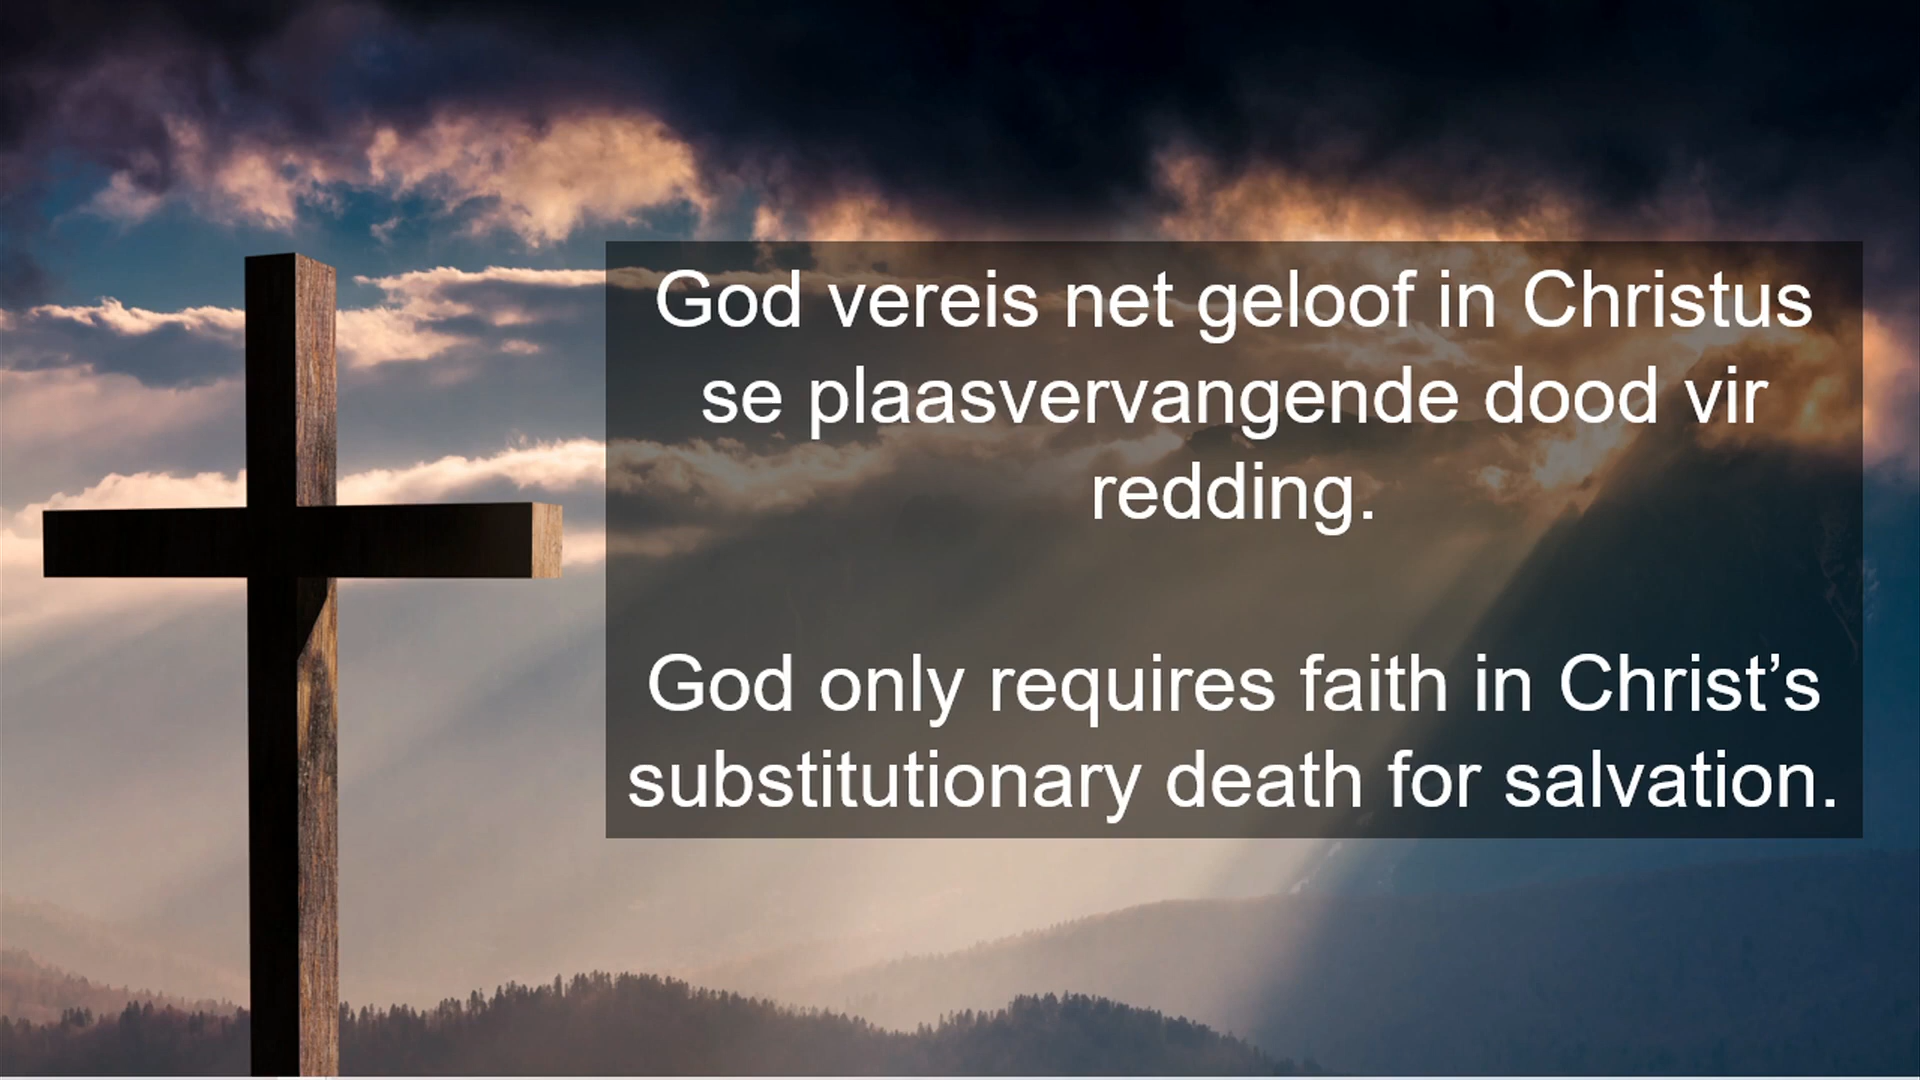 God vereis net geloof in Christus
se plaasvervangende dood vir
redding.
God only requires faith in Christ’s
substitutionary death for salvation.